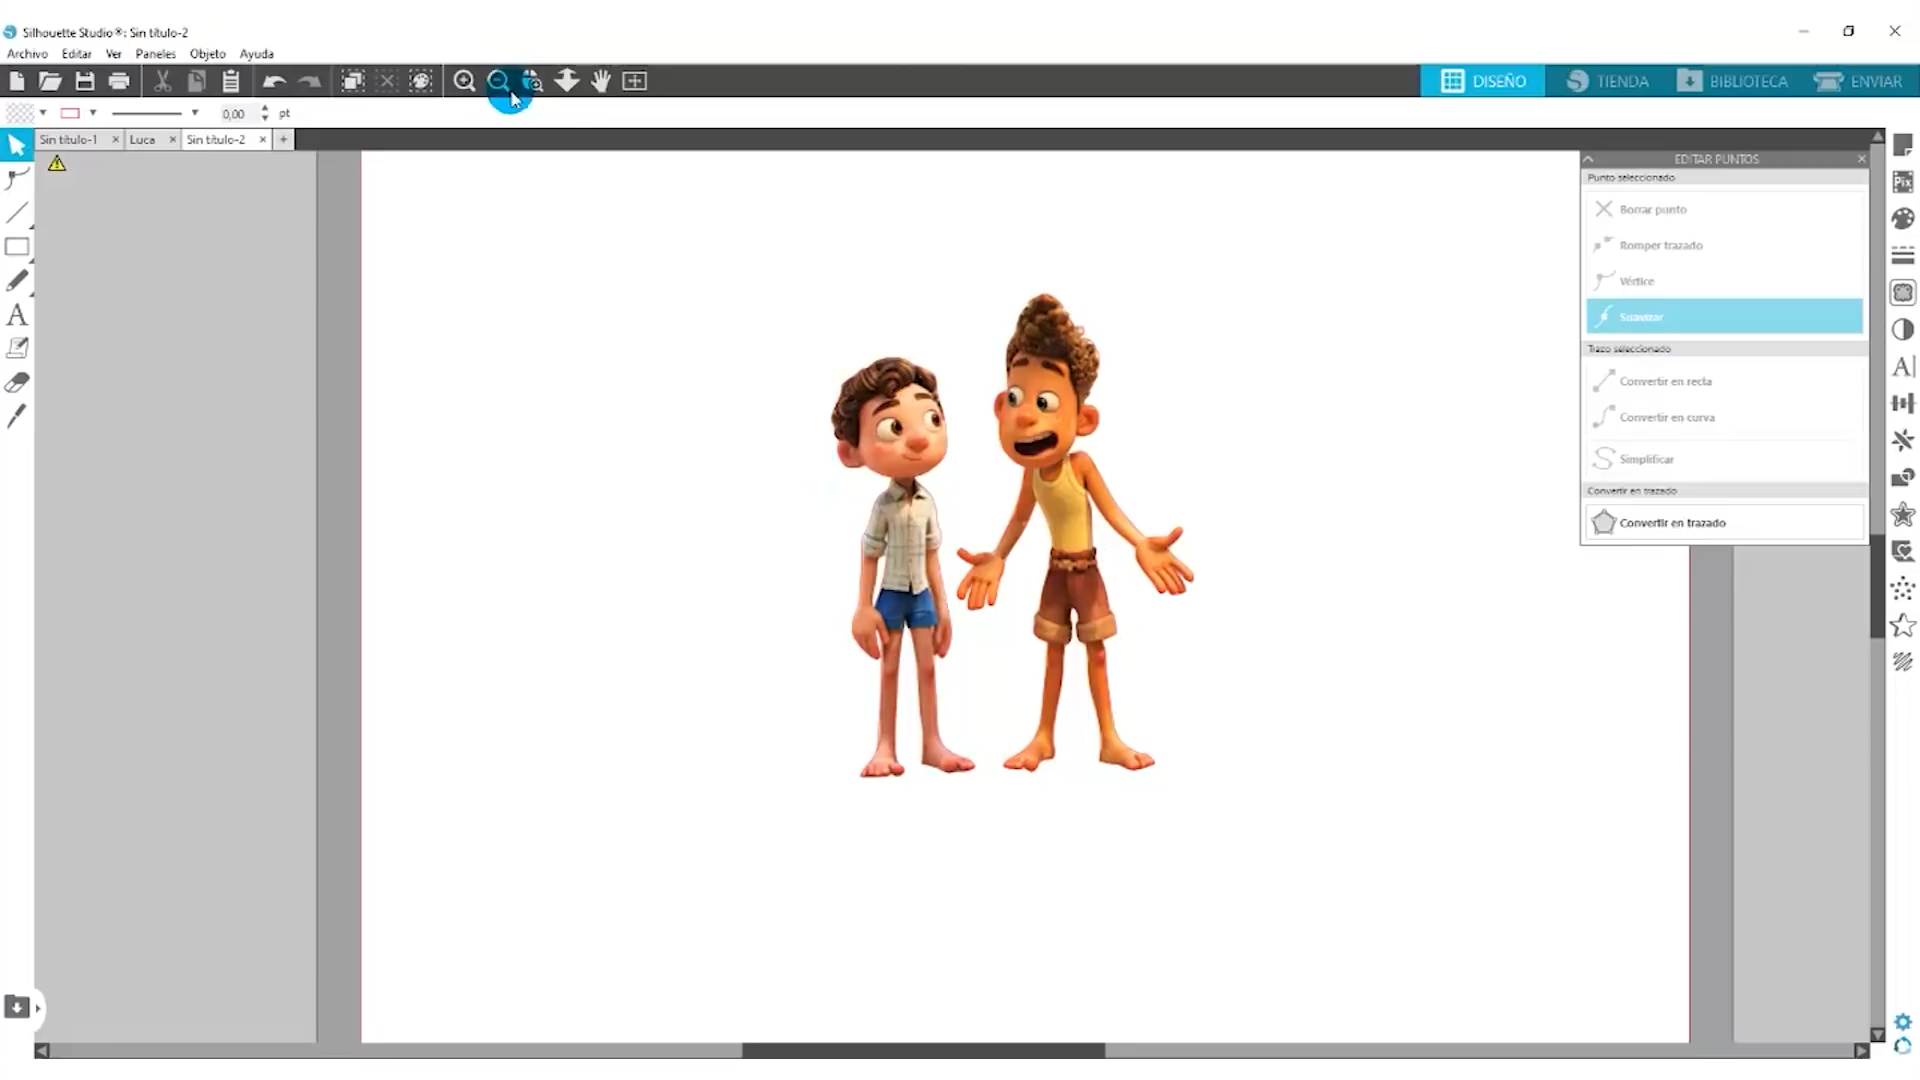 Silhouette Studio®: Sin título-2
Archivo Editar Ver Paneles Objeto Ayuda
DISEÑO TIENDA BIBLIOTECA ENVIAR
0,00 pt
Sin título-1 Luca Sin título-2
EDITAR PUNTOS
Punto seleccionado
Borrar punto
Romper trazado
Vértice
Suavizar
Trazo seleccionado
Convertir en recta
Convertir en curva
Simplificar
Convertir en trazado
Convertir en trazado
A
Pix
A